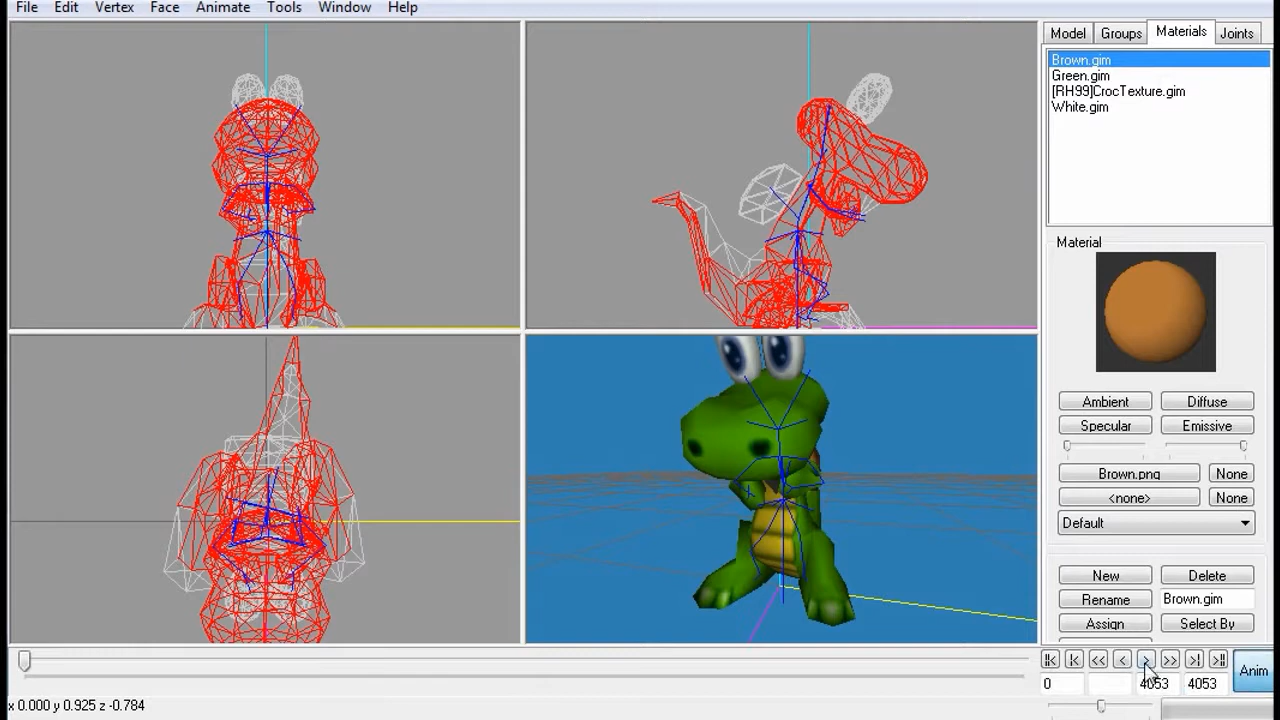 File Edit Vertex Face Animate Tools Window Help
Model Groups Materials Joints
Brown.gim
Green.gim
[RH99]CrocTexture.gim
White.gim
Material
Ambient Diffuse
Specular Emissive
Brown.png None
<none> None
Default
New Delete
Rename Brown.gim
Assign Select By
|< |< << < > >> >| >||
0 4053 4053 Anim
x 0.000 y 0.925 z -0.784